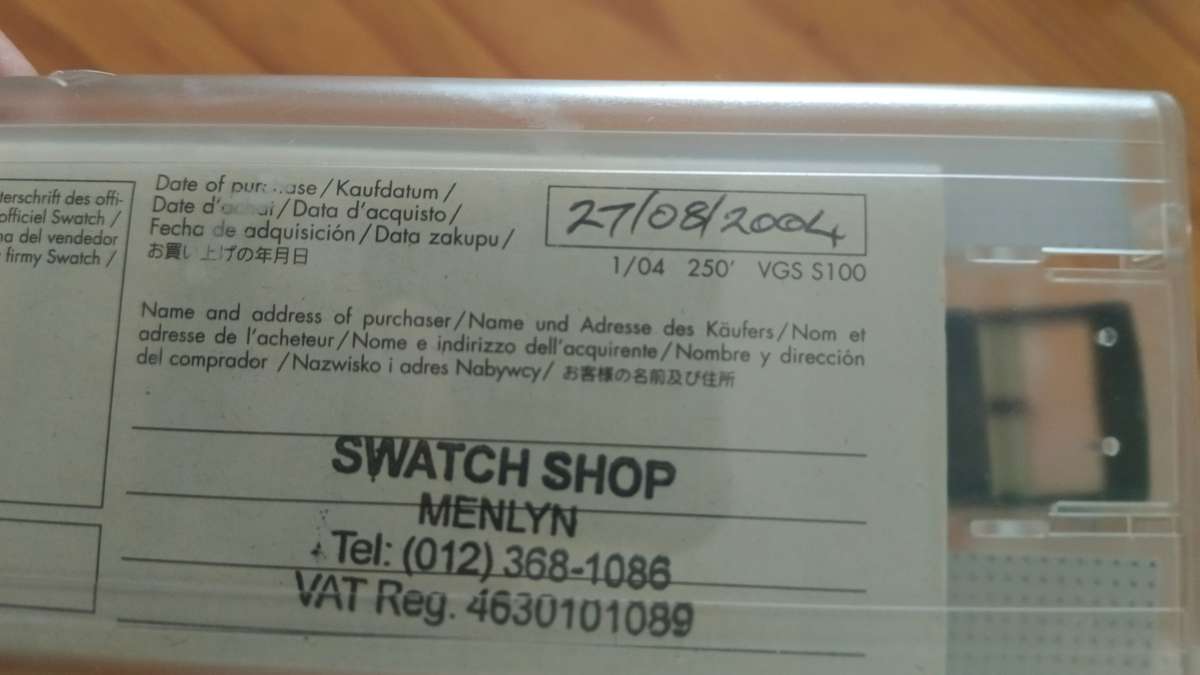 terschrift des offi-
officiel Swatch /
na del vendedor
firmy Swatch /
Date of purchase / Kaufdatum /
Date d'achat / Data d'acquisto /
Fecha de adquisición / Data zakupu /
お買い上げの年月日
27/08/2004
1/04 250' VGS S100
Name and address of purchaser / Name und Adresse des Käufers / Nom et
adresse de l'acheteur / Nome e indirizzo dell'acquirente / Nombre y dirección
del comprador / Nazwisko i adres Nabywcy / お客様の名前及び住所
SWATCH SHOP
MENLYN
Tel: (012) 368-1086
VAT Reg. 4630101089